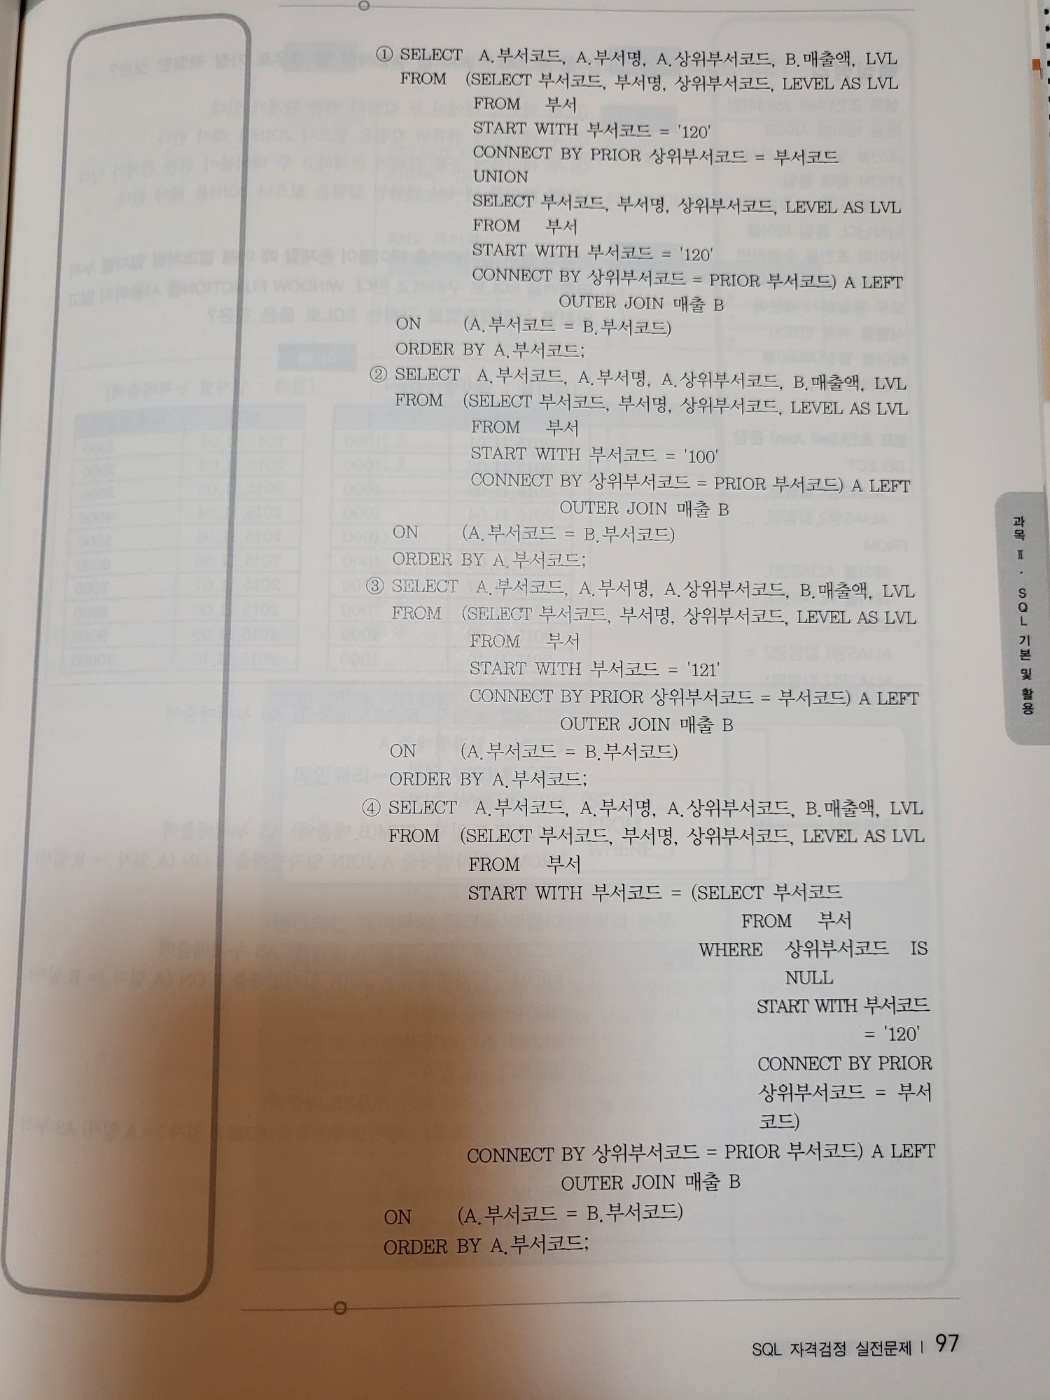 ① SELECT A.부서코드, A.부서명, A.상위부서코드, B.매출액, LVL
FROM (SELECT 부서코드, 부서명, 상위부서코드, LEVEL AS LVL
FROM 부서
START WITH 부서코드 = '120'
CONNECT BY PRIOR 상위부서코드 = 부서코드
UNION
SELECT 부서코드, 부서명, 상위부서코드, LEVEL AS LVL
FROM 부서
START WITH 부서코드 = '120'
CONNECT BY 상위부서코드 = PRIOR 부서코드) A LEFT
OUTER JOIN 매출 B
ON (A.부서코드 = B.부서코드)
ORDER BY A.부서코드;
② SELECT A.부서코드, A.부서명, A.상위부서코드, B.매출액, LVL
FROM (SELECT 부서코드, 부서명, 상위부서코드, LEVEL AS LVL
FROM 부서
START WITH 부서코드 = '100'
CONNECT BY 상위부서코드 = PRIOR 부서코드) A LEFT
OUTER JOIN 매출 B
ON (A.부서코드 = B.부서코드)
ORDER BY A.부서코드;
③ SELECT A.부서코드, A.부서명, A.상위부서코드, B.매출액, LVL
FROM (SELECT 부서코드, 부서명, 상위부서코드, LEVEL AS LVL
FROM 부서
START WITH 부서코드 = '121'
CONNECT BY PRIOR 상위부서코드 = 부서코드) A LEFT
OUTER JOIN 매출 B
ON (A.부서코드 = B.부서코드)
ORDER BY A.부서코드;
④ SELECT A.부서코드, A.부서명, A.상위부서코드, B.매출액, LVL
FROM (SELECT 부서코드, 부서명, 상위부서코드, LEVEL AS LVL
FROM 부서
START WITH 부서코드 = (SELECT 부서코드
FROM 부서
WHERE 상위부서코드 IS
NULL
START WITH 부서코드
= '120'
CONNECT BY PRIOR
상위부서코드 = 부서
코드)
CONNECT BY 상위부서코드 = PRIOR 부서코드) A LEFT
OUTER JOIN 매출 B
ON (A.부서코드 = B.부서코드)
ORDER BY A.부서코드;
과목 Ⅱ · SQL 기본 및 활용
SQL 자격검정 실전문제 | 97